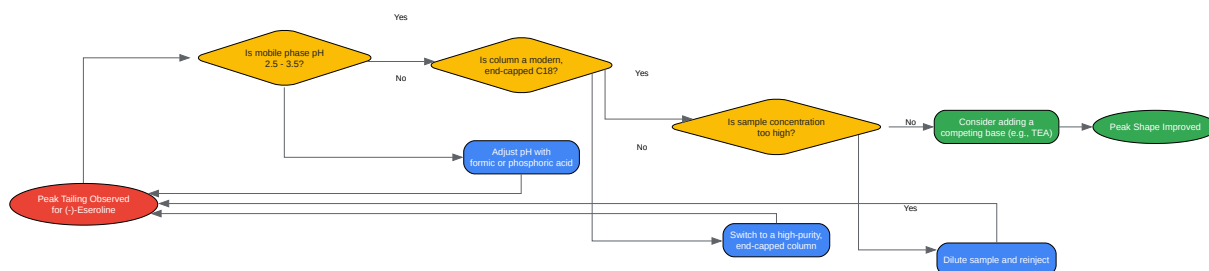 Yes
Is mobile phase pH
2.5 - 3.5?
No
Is column a modern,
end-capped C18?
Yes
No
Is sample concentration
too high?
No
Consider adding a
competing base (e.g., TEA)
Peak Shape Improved
Adjust pH with
formic or phosphoric acid
Peak Tailing Observed
for (-)-Eseroline
Yes
Switch to a high-purity,
end-capped column
Dilute sample and reinject